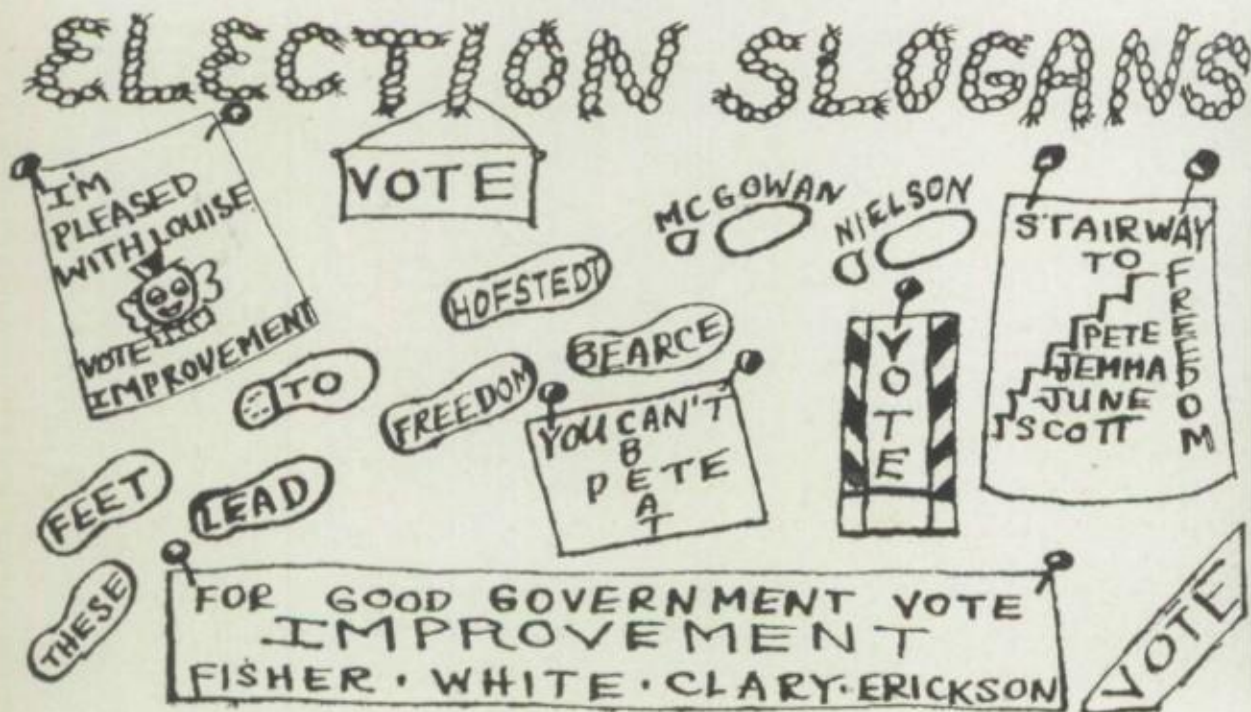 ELECTION SLOGANS
I'M
PLEASED
WITH LOUISE
VOTE
IMPROVEMENT
VOTE
THESE
FEET
LEAD
TO
FREEDOM
HOFSTEDT
BEARCE
MCGOWAN
NIELSON
YOU CAN'T
B
PETE
A
T
VOTE
STAIRWAY
TO
FREEDOM
PETE
JEMMA
JUNE
SCOTT
FOR GOOD GOVERNMENT VOTE
IMPROVEMENT
FISHER · WHITE · CLARY · ERICKSON
VOTE